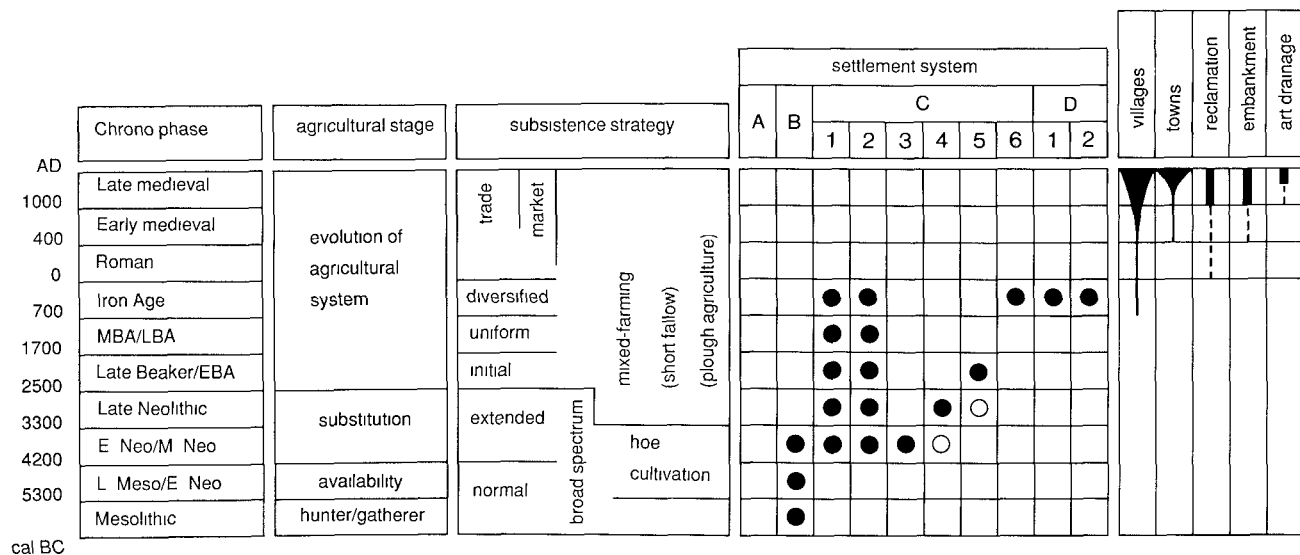 settlement system
A
B
C
D
1
2
3
4
5
6
1
2
villages
towns
reclamation
embankment
art drainage
Chrono phase
agricultural stage
subsistence strategy
AD
Late medieval
1000
Early medieval
400
Roman
0
Iron Age
700
MBA/LBA
1700
Late Beaker/EBA
2500
Late Neolithic
3300
E Neo/M Neo
4200
L Meso/E Neo
5300
Mesolithic
cal BC
evolution of
agricultural
system
substitution
availability
hunter/gatherer
trade
market
diversified
uniform
initial
extended
normal
broad spectrum
mixed-farming
(short fallow)
(plough agriculture)
hoe
cultivation